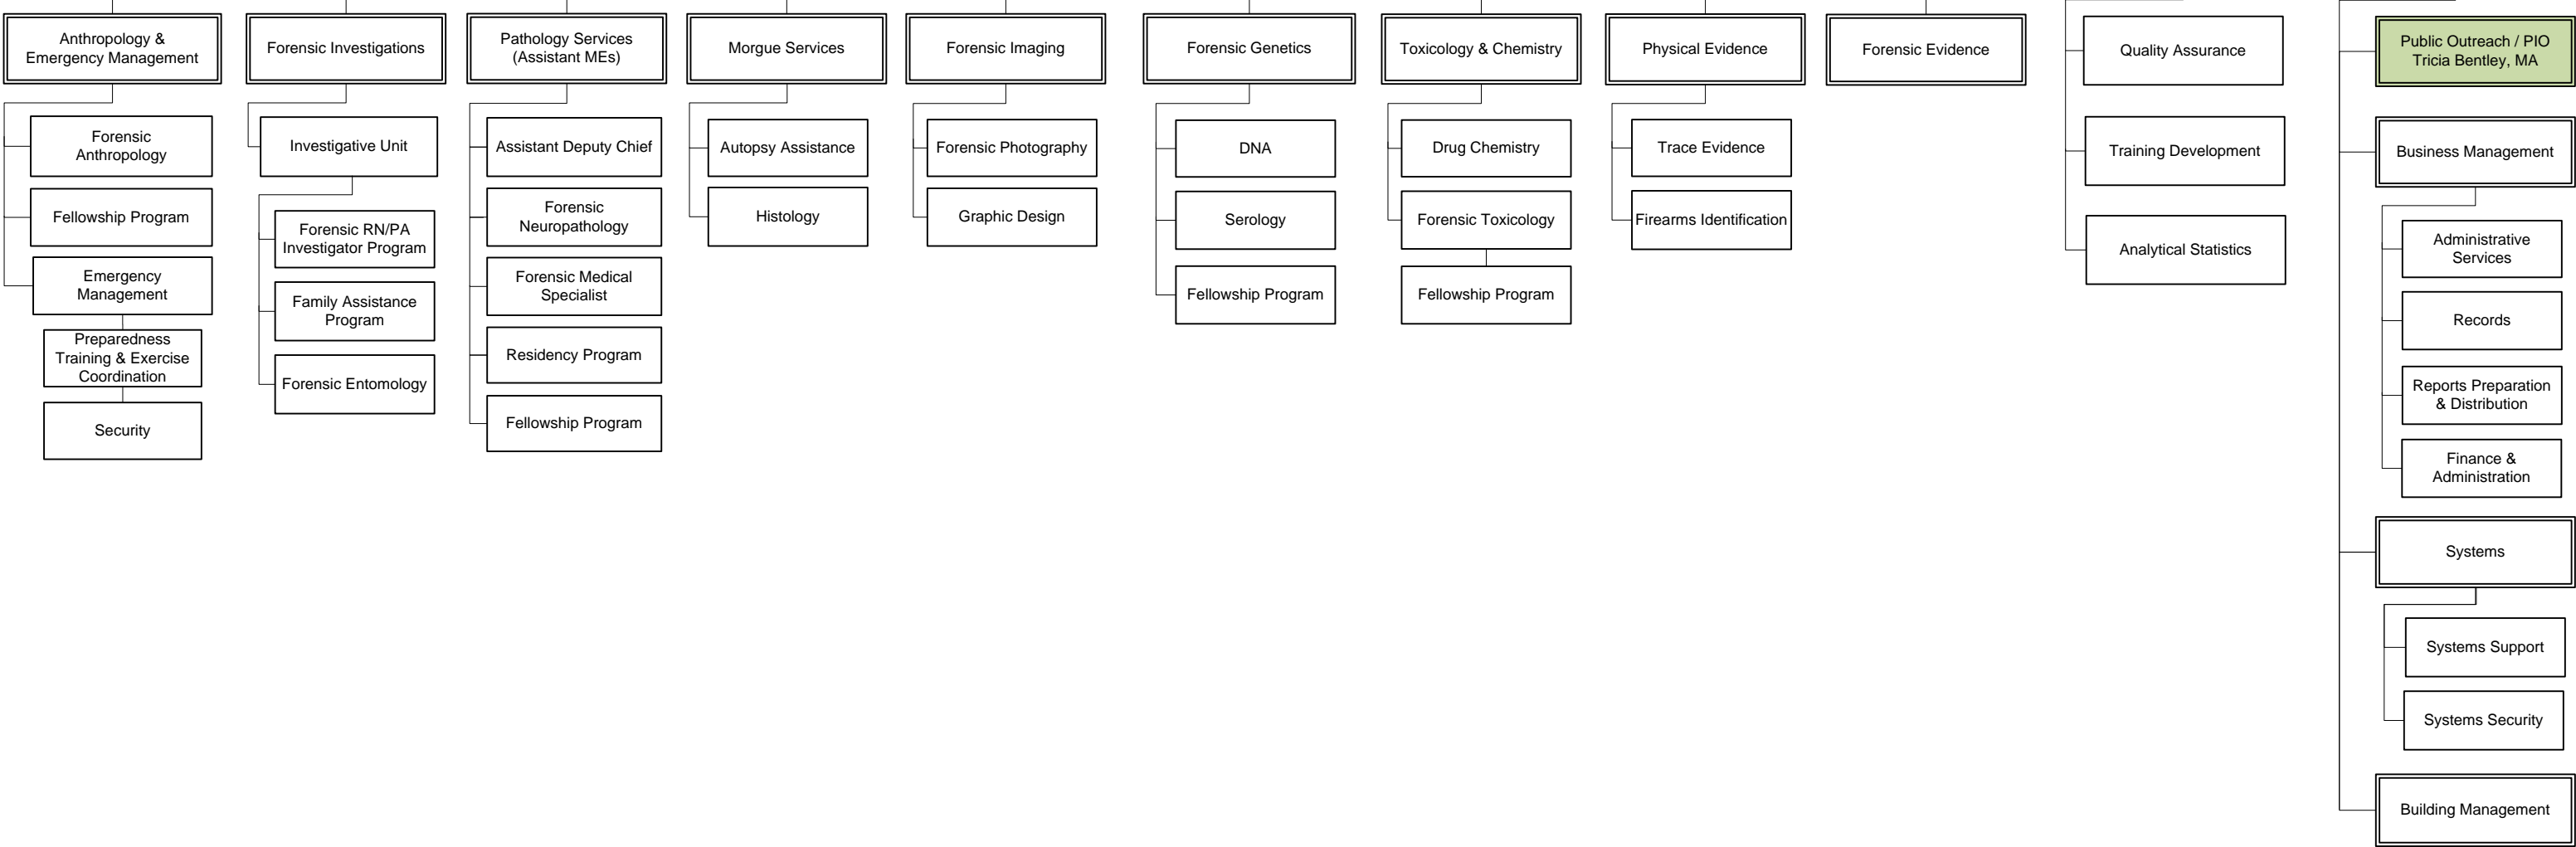 Anthropology &
Emergency Management
Forensic
Anthropology
Fellowship Program
Emergency
Management
Preparedness
Training & Exercise
Coordination
Security
Forensic Investigations
Investigative Unit
Forensic RN/PA
Investigator Program
Family Assistance
Program
Forensic Entomology
Pathology Services
(Assistant MEs)
Assistant Deputy Chief
Forensic
Neuropathology
Forensic Medical
Specialist
Residency Program
Fellowship Program
Morgue Services
Autopsy Assistance
Histology
Forensic Imaging
Forensic Photography
Graphic Design
Forensic Genetics
DNA
Serology
Fellowship Program
Toxicology & Chemistry
Drug Chemistry
Forensic Toxicology
Fellowship Program
Physical Evidence
Trace Evidence
Firearms Identification
Forensic Evidence
Quality Assurance
Training Development
Analytical Statistics
Public Outreach / PIO
Tricia Bentley, MA
Business Management
Administrative
Services
Records
Reports Preparation
& Distribution
Finance &
Administration
Systems
Systems Support
Systems Security
Building Management